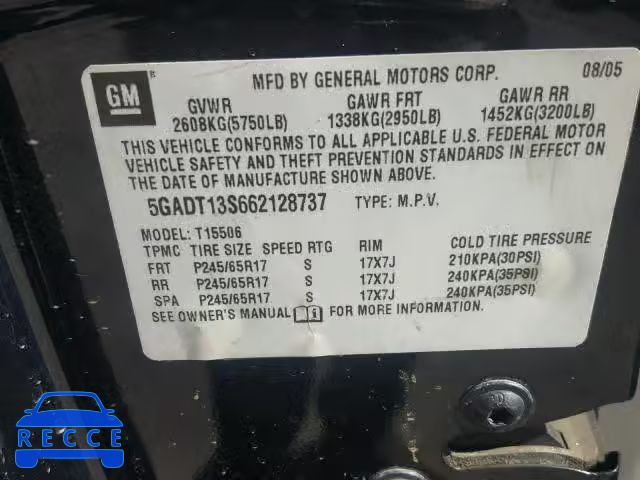 GM
®
MFD BY GENERAL MOTORS CORP. 08/05
GVWR GAWR FRT GAWR RR
2608KG(5750LB) 1338KG(2950LB) 1452KG(3200LB)
THIS VEHICLE CONFORMS TO ALL APPLICABLE U.S. FEDERAL MOTOR
VEHICLE SAFETY AND THEFT PREVENTION STANDARDS IN EFFECT ON
THE DATE OF MANUFACTURE SHOWN ABOVE.
5GADT13S662128737 TYPE: M.P.V.
MODEL: T15506
TPMC TIRE SIZE SPEED RTG RIM COLD TIRE PRESSURE
FRT P245/65R17 S 17X7J 210KPA(30PSI)
RR P245/65R17 S 17X7J 240KPA(35PSI)
SPA P245/65R17 S 17X7J 240KPA(35PSI)
SEE OWNER'S MANUAL i FOR MORE INFORMATION.
RECCE